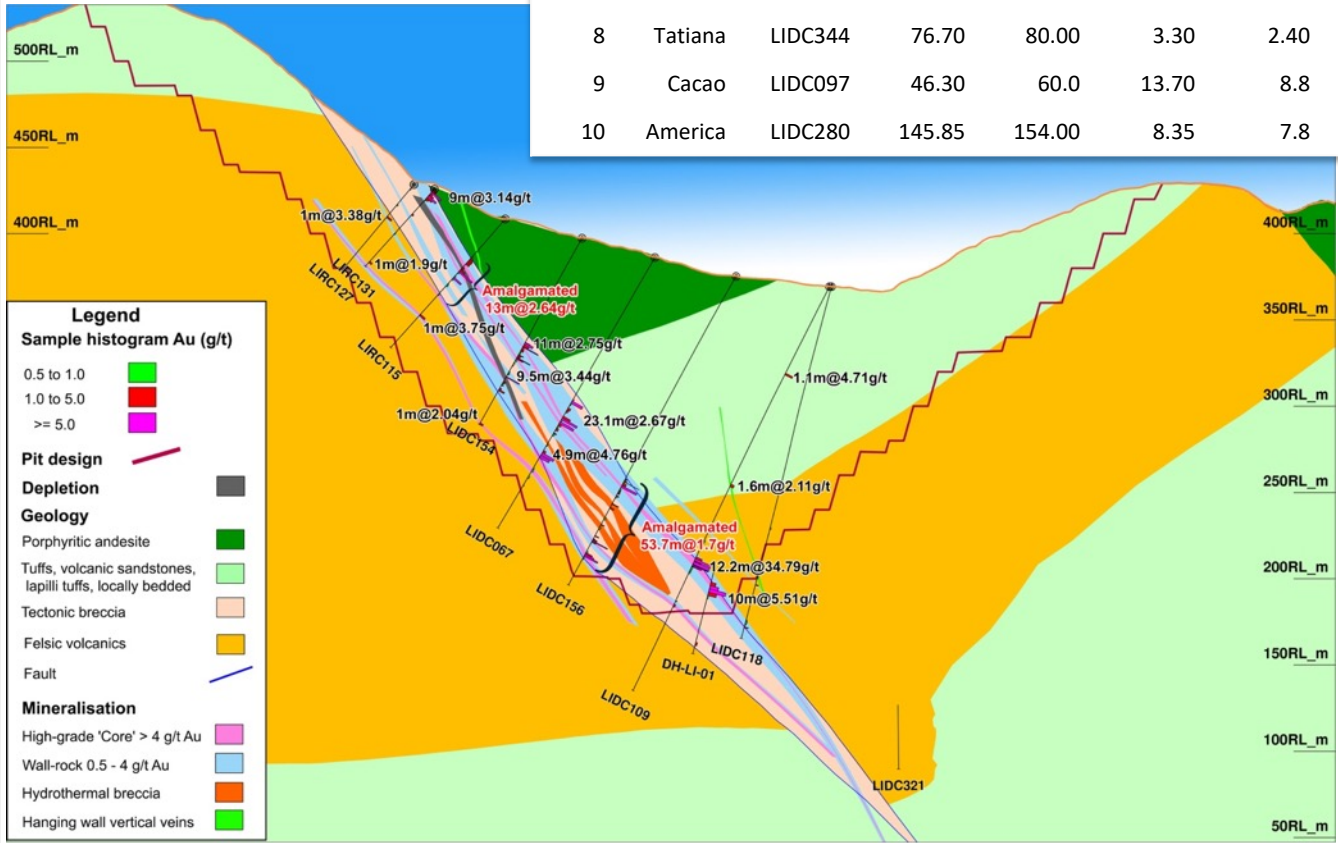 8 Tatiana LIDC344 76.70 80.00 3.30 2.40
9 Cacao LIDC097 46.30 60.0 13.70 8.8
10 America LIDC280 145.85 154.00 8.35 7.8
500RL_m
450RL_m
400RL_m
400RL_m
350RL_m
300RL_m
250RL_m
200RL_m
150RL_m
100RL_m
50RL_m
9m@3.14g/t
1m@3.38g/t
1m@1.9g/t
LIRC131
LIRC127
Amalgamated
13m@2.64g/t
1m@3.75g/t
LIRC115
11m@2.75g/t
9.5m@3.44g/t
1.1m@4.71g/t
1m@2.04g/t
23.1m@2.67g/t
LIDC154
4.9m@4.76g/t
1.6m@2.11g/t
LIDC067
Amalgamated
53.7m@1.7g/t
12.2m@34.79g/t
LIDC156
10m@5.51g/t
LIDC118
DH-LI-01
LIDC109
LIDC321
Legend
Sample histogram Au (g/t)
0.5 to 1.0
1.0 to 5.0
>= 5.0
Pit design
Depletion
Geology
Porphyritic andesite
Tuffs, volcanic sandstones,
lapilli tuffs, locally bedded
Tectonic breccia
Felsic volcanics
Fault
Mineralisation
High-grade 'Core' > 4 g/t Au
Wall-rock 0.5 - 4 g/t Au
Hydrothermal breccia
Hanging wall vertical veins